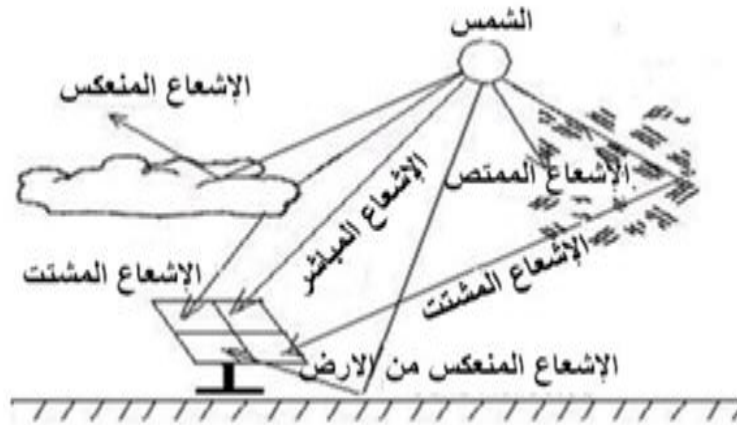 الشمس
الإشعاع المنعكس
الإشعاع الممتص
الإشعاع المباشر
الإشعاع المشتت
الإشعاع المشتت
الإشعاع المنعكس من الارض